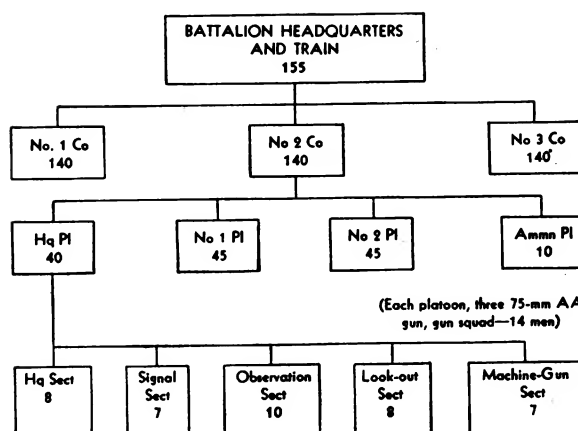 BATTALION HEADQUARTERS
AND TRAIN
155
No. 1 Co
140
No 2 Co
140
No 3 Co
140
Hq Pl
40
No 1 Pl
45
No 2 Pl
45
Ammn Pl
10
(Each platoon, three 75-mm AA
gun, gun squad—14 men)
Hq Sect
8
Signal
Sect
7
Observation
Sect
10
Look-out
Sect
8
Machine-Gun
Sect
7